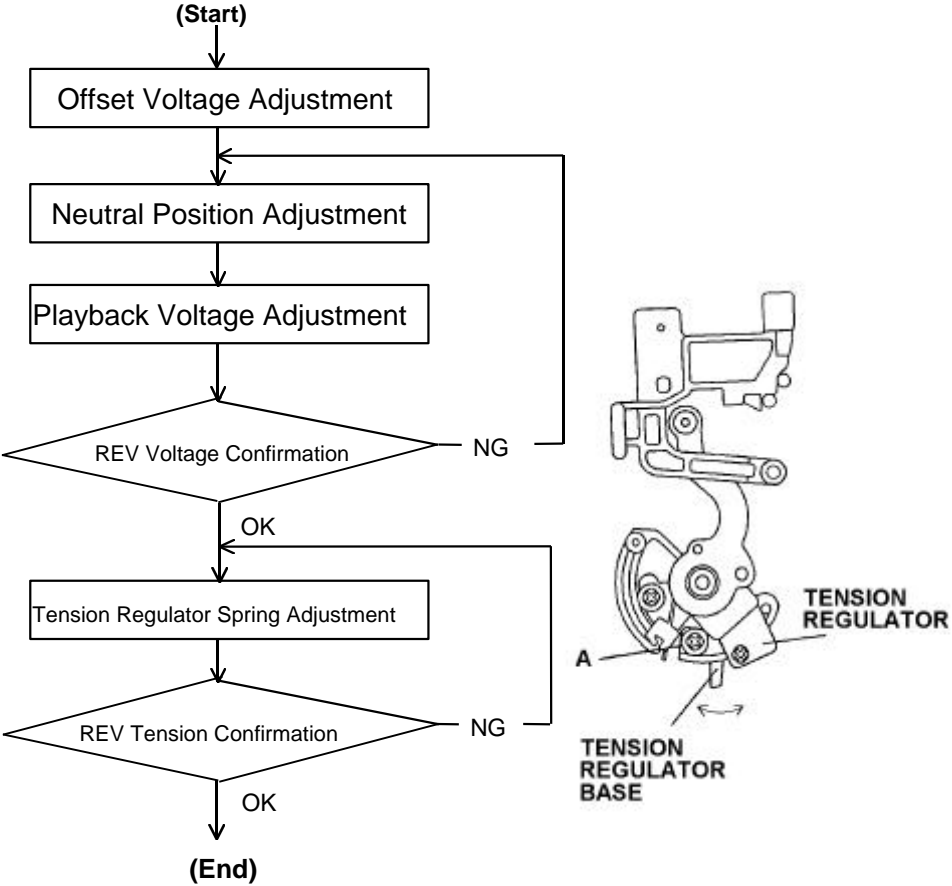 (Start)
Offset Voltage Adjustment
Neutral Position Adjustment
Playback Voltage Adjustment
REV Voltage Confirmation
NG
OK
Tension Regulator Spring Adjustment
REV Tension Confirmation
NG
OK
(End)
TENSION
REGULATOR
A
TENSION
REGULATOR
BASE